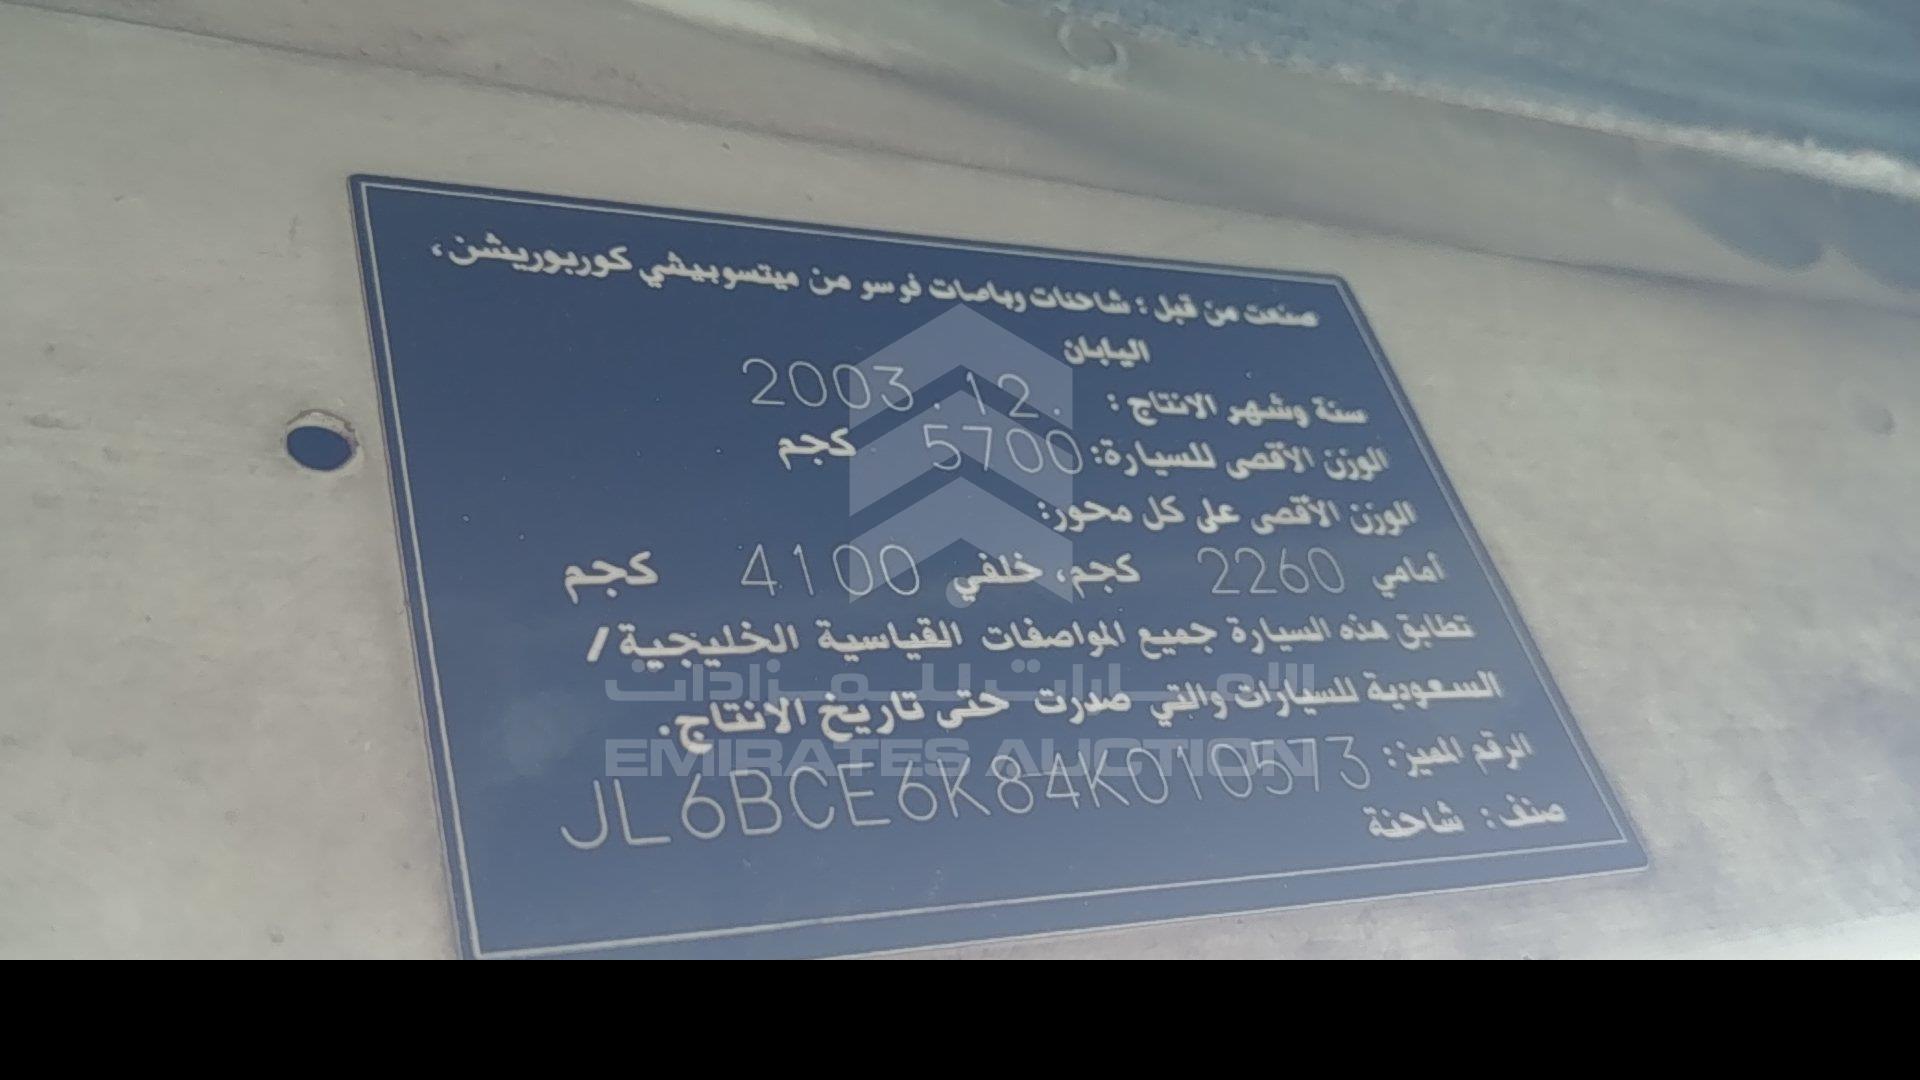 صنعت من قبل : شاحنات وباصات فوسو من ميتسوبيشي كوربوريشن،
اليابان
سنة وشهر الانتاج : 2003.12.
الوزن الأقصى للسيارة: 5700 كجم
الوزن الأقصى على كل محور:
أمامي 2260 كجم، خلفي 4100 كجم
تطابق هذه السيارة جميع المواصفات القياسية الخليجية /
السعودية للسيارات والتي صدرت حتى تاريخ الانتاج.
الرقم المميز: JL6BCE6K84K010573
صنف: شاحنة
الإمارات للمزادات
EMIRATES AUCTION